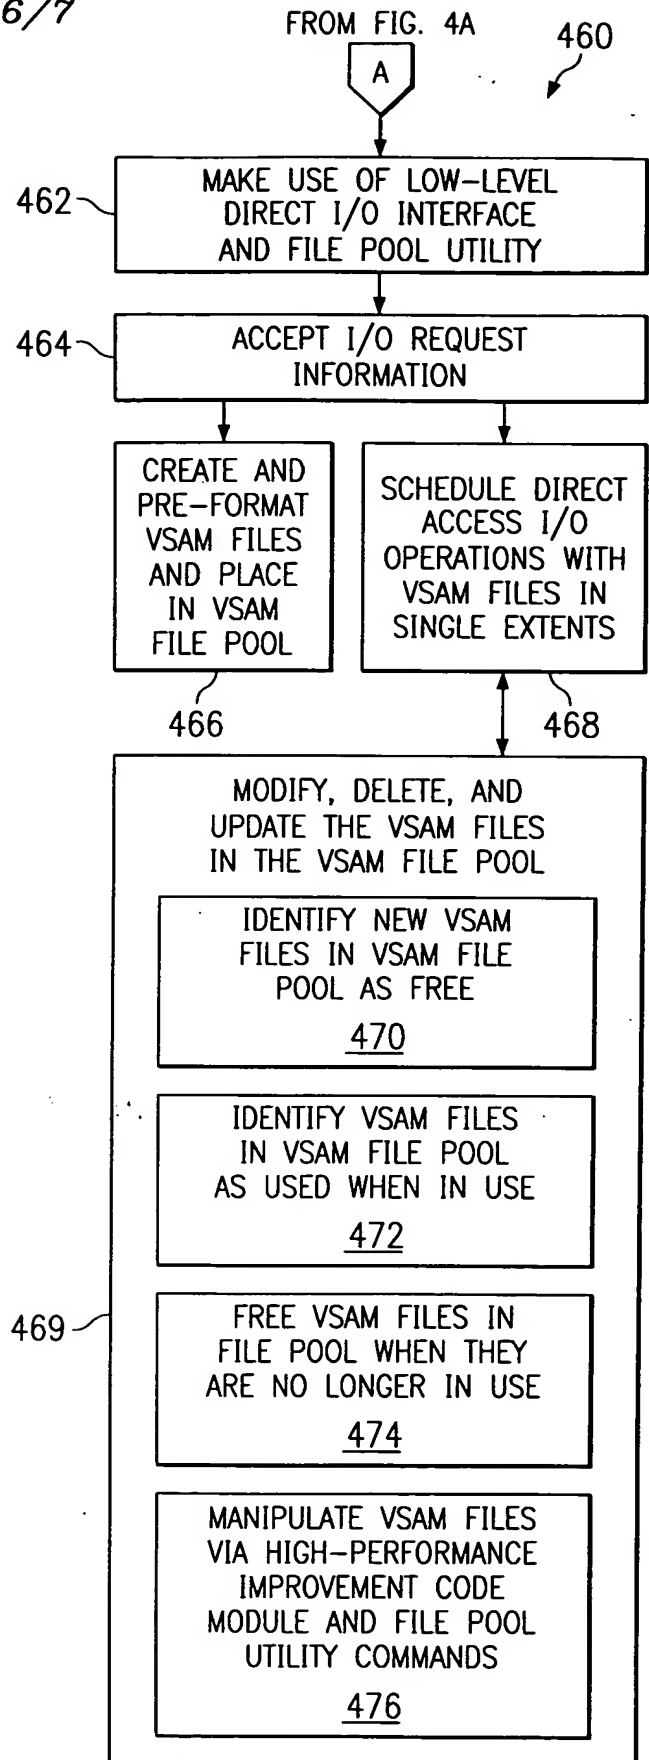 6/7
FROM FIG. 4A
460
A
462
MAKE USE OF LOW-LEVEL
DIRECT I/O INTERFACE
AND FILE POOL UTILITY
464
ACCEPT I/O REQUEST
INFORMATION
CREATE AND
PRE-FORMAT
VSAM FILES
AND PLACE
IN VSAM
FILE POOL
466
SCHEDULE DIRECT
ACCESS I/O
OPERATIONS WITH
VSAM FILES IN
SINGLE EXTENTS
468
MODIFY, DELETE, AND
UPDATE THE VSAM FILES
IN THE VSAM FILE POOL
IDENTIFY NEW VSAM
FILES IN VSAM FILE
POOL AS FREE
470
IDENTIFY VSAM FILES
IN VSAM FILE POOL
AS USED WHEN IN USE
472
469
FREE VSAM FILES IN
FILE POOL WHEN THEY
ARE NO LONGER IN USE
474
MANIPULATE VSAM FILES
VIA HIGH-PERFORMANCE
IMPROVEMENT CODE
MODULE AND FILE POOL
UTILITY COMMANDS
476